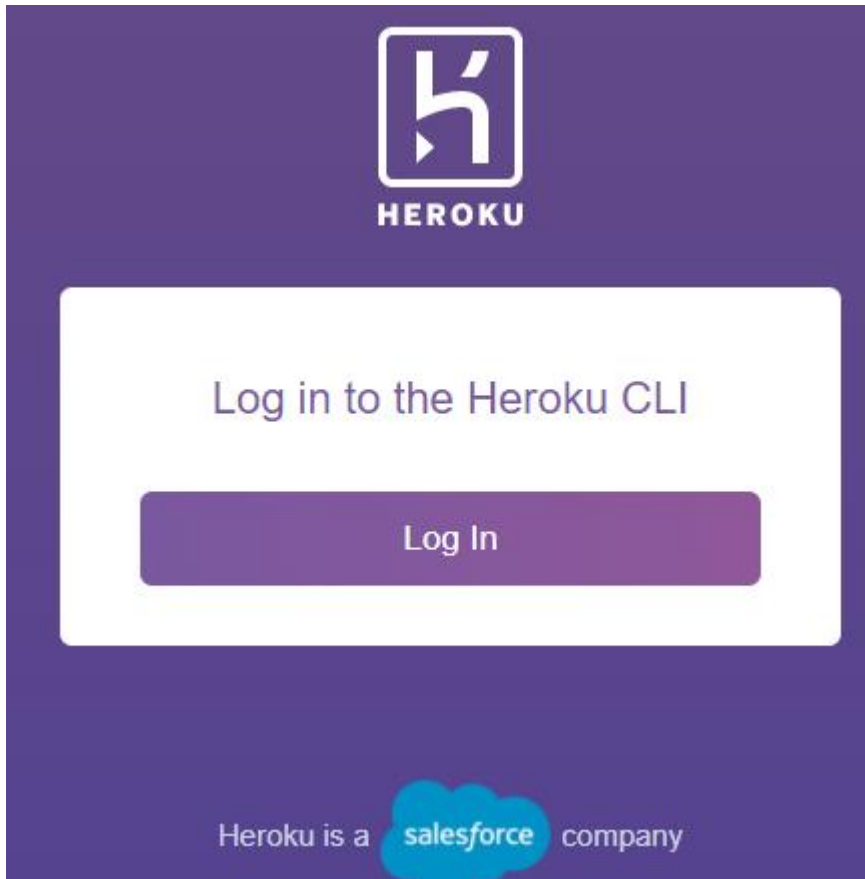 HEROKU
Log in to the Heroku CLI
Log In
Heroku is a salesforce company